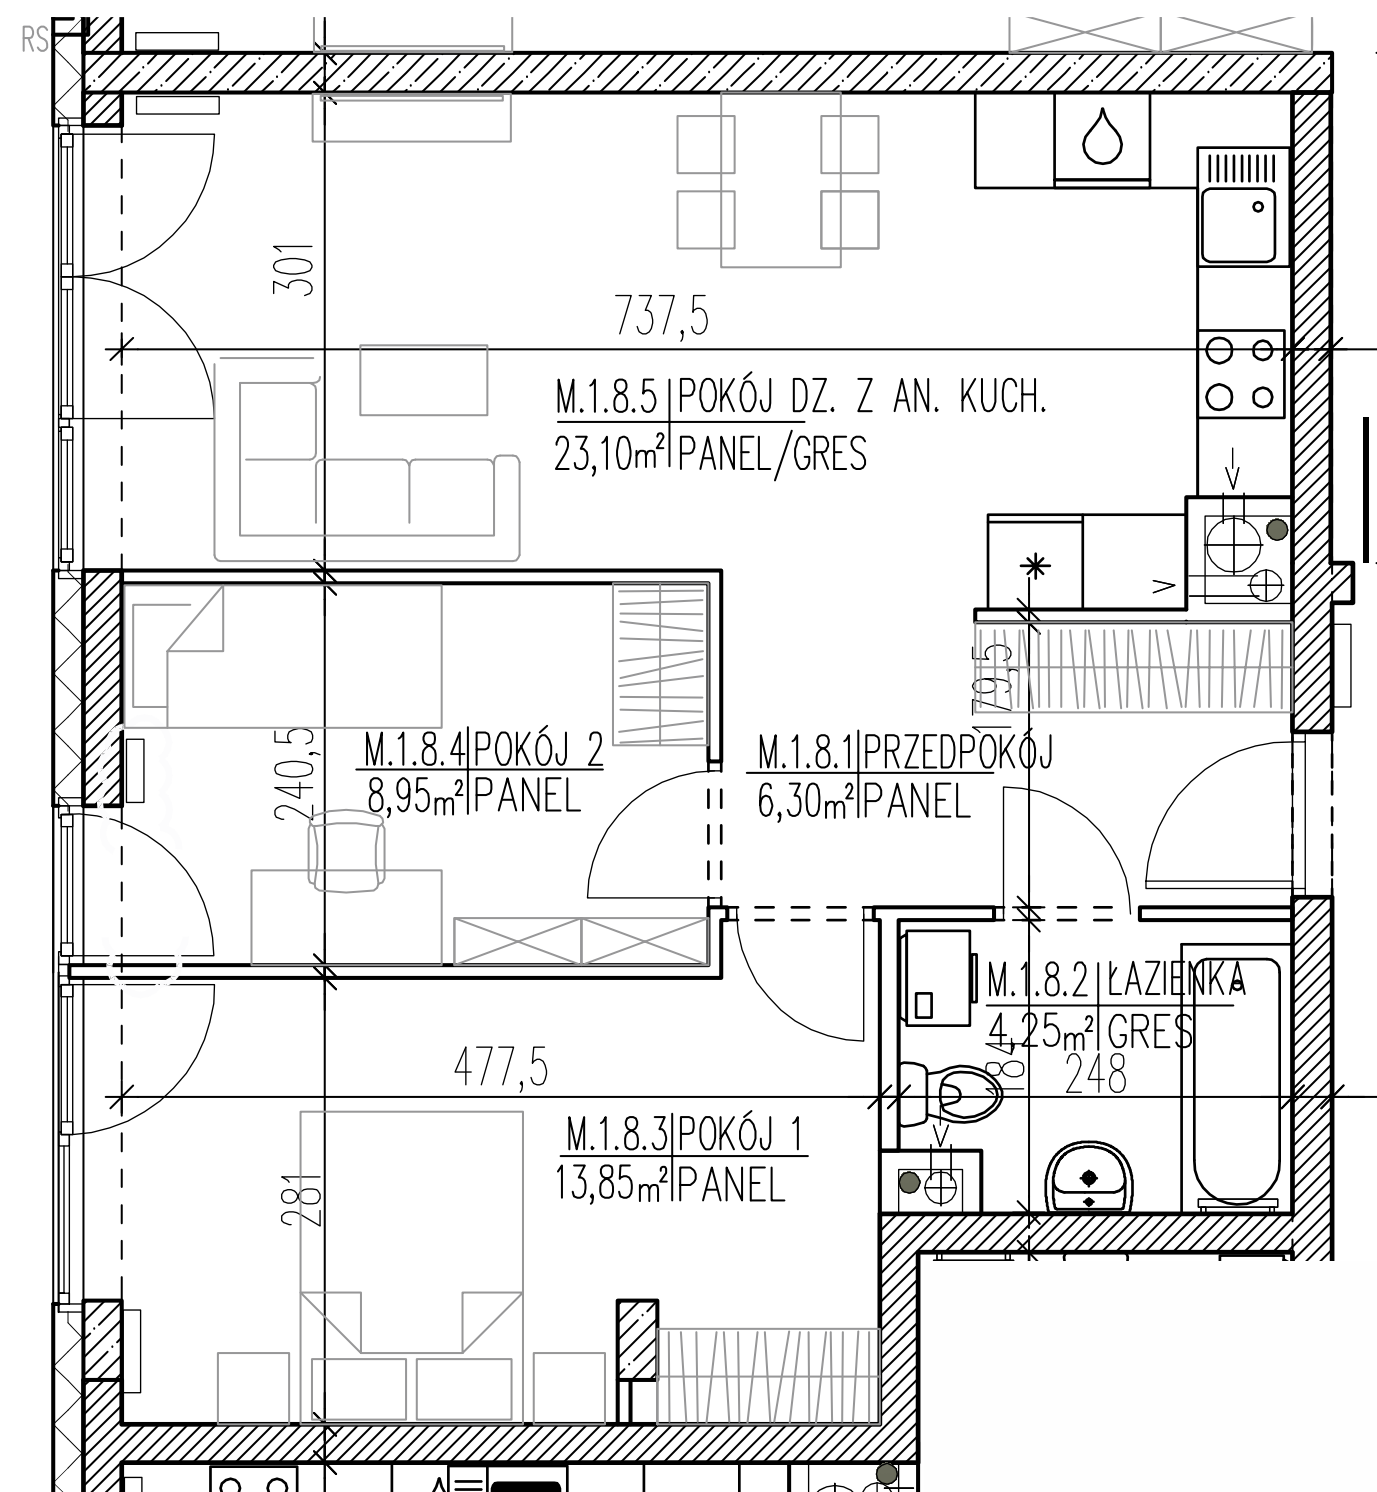 RS
301
737,5
M.1.8.5 POKÓJ DZ. Z AN. KUCH.
23,10m² PANEL/GRES
179,5
240,5
M.1.8.4 POKÓJ 2
8,95m² PANEL
M.1.8.1 PRZEDPOKÓJ
6,30m² PANEL
M.1.8.2 ŁAZIENKA
4,25m² GRES
184
248
477,5
M.1.8.3 POKÓJ 1
13,85m² PANEL
281